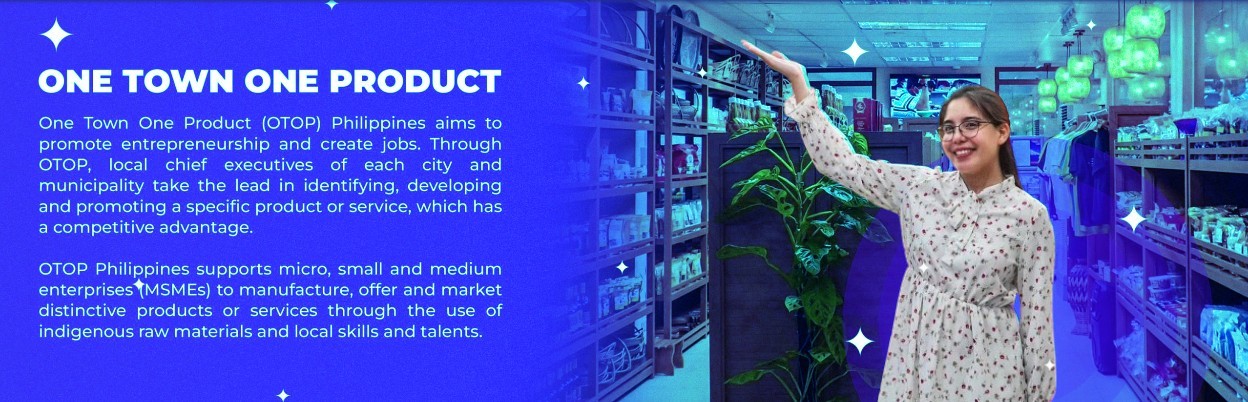 ONE TOWN ONE PRODUCT
One Town One Product (OTOP) Philippines aims to
promote entrepreneurship and create jobs. Through
OTOP, local chief executives of each city and
municipality take the lead in identifying, developing
and promoting a specific product or service, which has
a competitive advantage.
OTOP Philippines supports micro, small and medium
enterprises (MSMEs) to manufacture, offer and market
distinctive products or services through the use of
indigenous raw materials and local skills and talents.